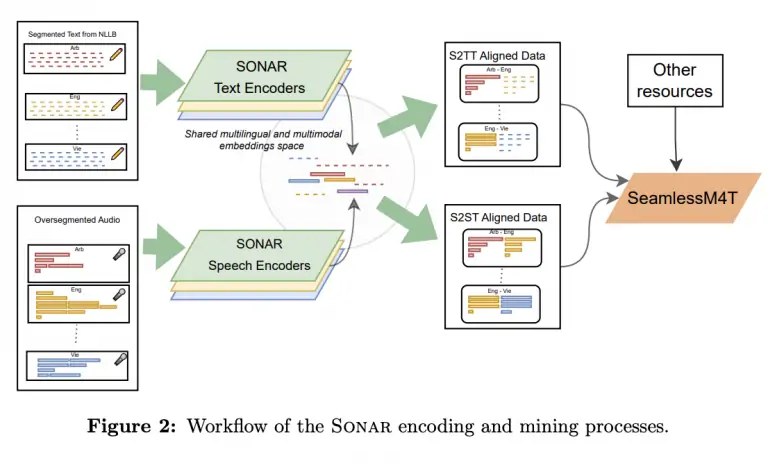 Segmented Text from NLLB
Arb
Eng
Vie
Oversegmented Audio
Arb
Eng
Vie
SONAR
Text Encoders
Shared multilingual and multimodal
embeddings space
SONAR
Speech Encoders
S2TT Aligned Data
Arb - Eng
Eng - Vie
S2ST Aligned Data
Arb - Eng
Eng - Vie
Other
resources
SeamlessM4T
Figure 2: Workflow of the SONAR encoding and mining processes.